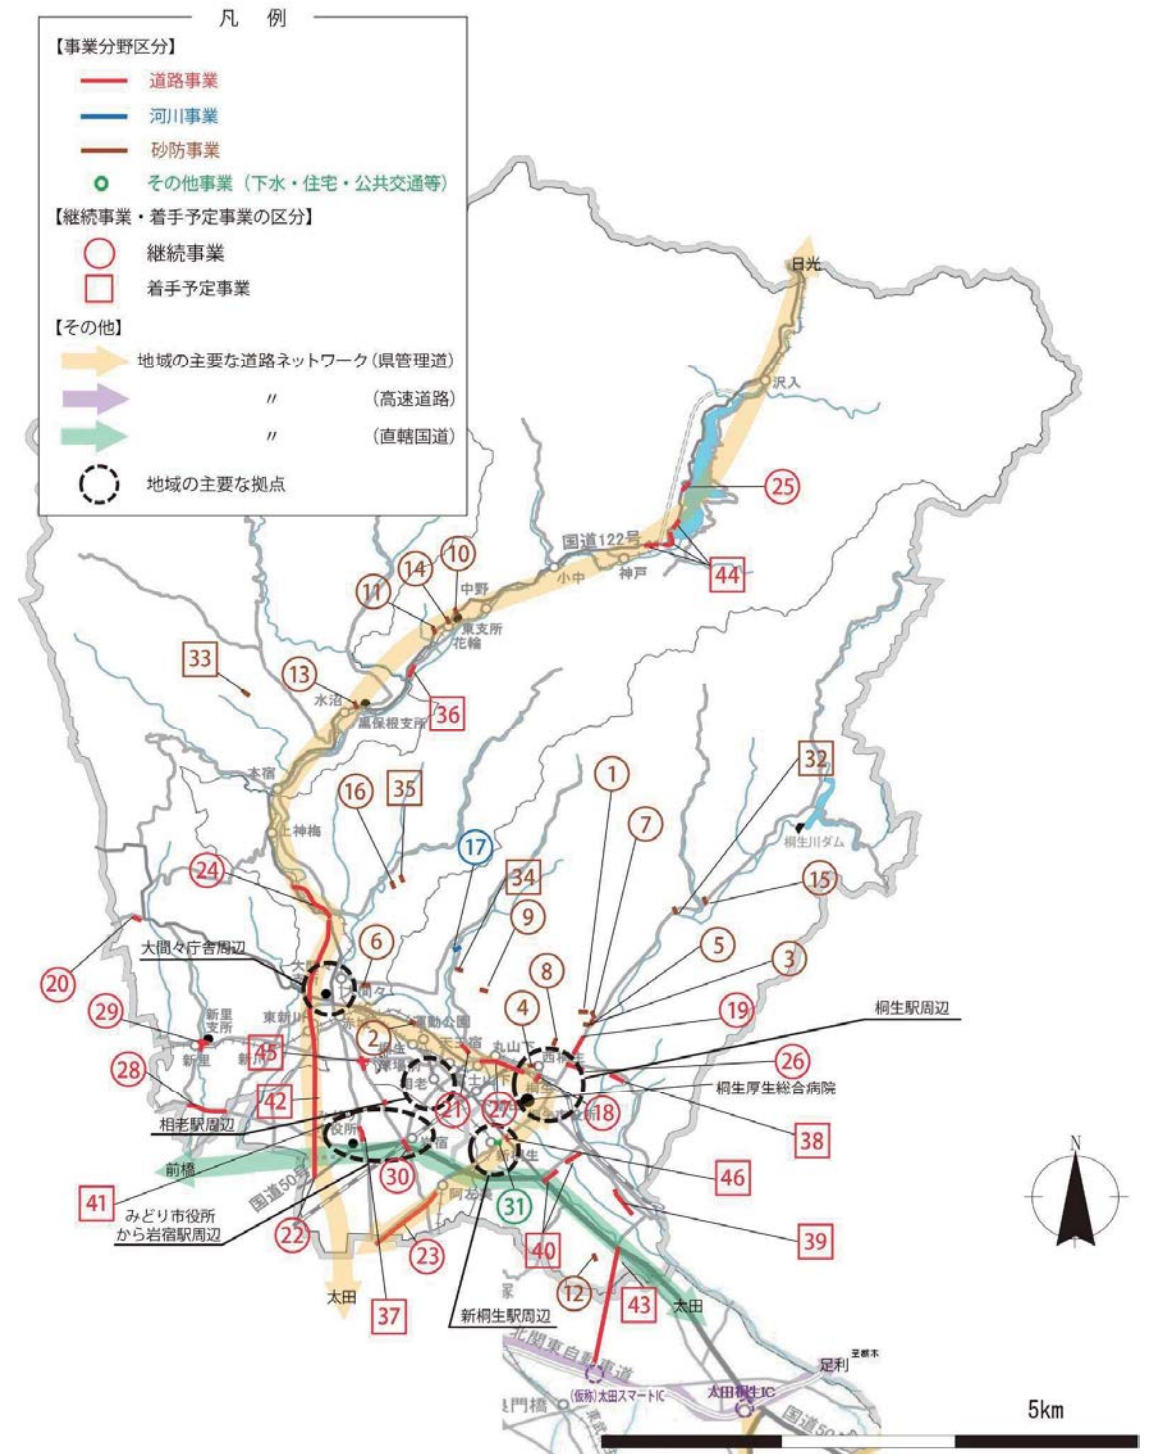 凡 例
【事業分野区分】
道路事業
河川事業
砂防事業
その他事業（下水・住宅・公共交通等）
【継続事業・着手予定事業の区分】
継続事業
着手予定事業
【その他】
地域の主要な道路ネットワーク（県管理道）
〃 （高速道路）
〃 （直轄国道）
地域の主要な拠点
日光
沢入
25
国道122号
44
神戸
小中
10
14
中野
11
東支所
花輪
33
13
水沼
黒保根支所
36
本宿
1
32
16
35
7
上神梅
桐生川ダム
17
24
34
15
9
大間々庁舎周辺
6
5
3
8
20
29
新里
支所
4
19
桐生駅周辺
東新川
2
運動公園
丸山下
西桐生
45
天王宿
26
新里
新川
28
相老
桐生
桐生厚生総合病院
42
21
27
18
相老駅周辺
役所
岩宿
38
30
新桐生
46
前橋
国道50号
41
31
みどり市役所
から岩宿駅周辺
22
23
40
39
12
43
太田
37
新桐生駅周辺
太田
北関東自動車道
足利
(仮称)太田スマートIC
太田桐生IC
国道50
5km
N